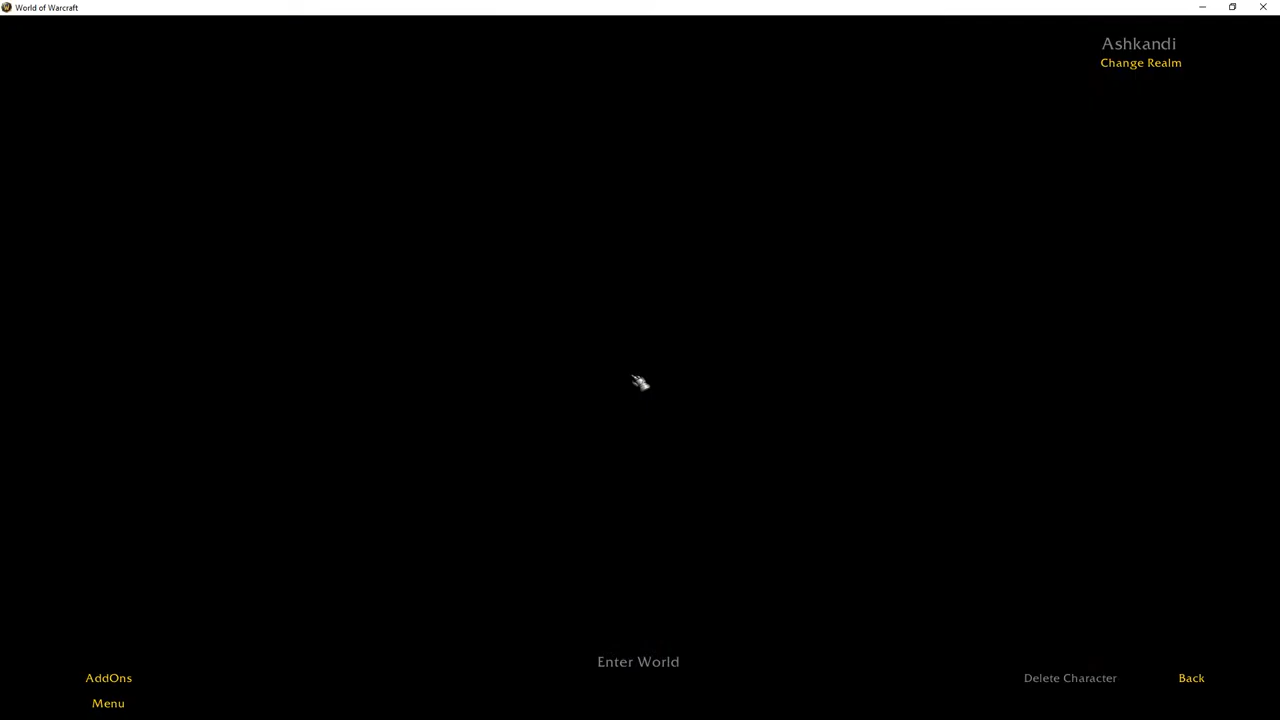 World of Warcraft
Ashkandi
Change Realm
Enter World
AddOns
Delete Character
Back
Menu